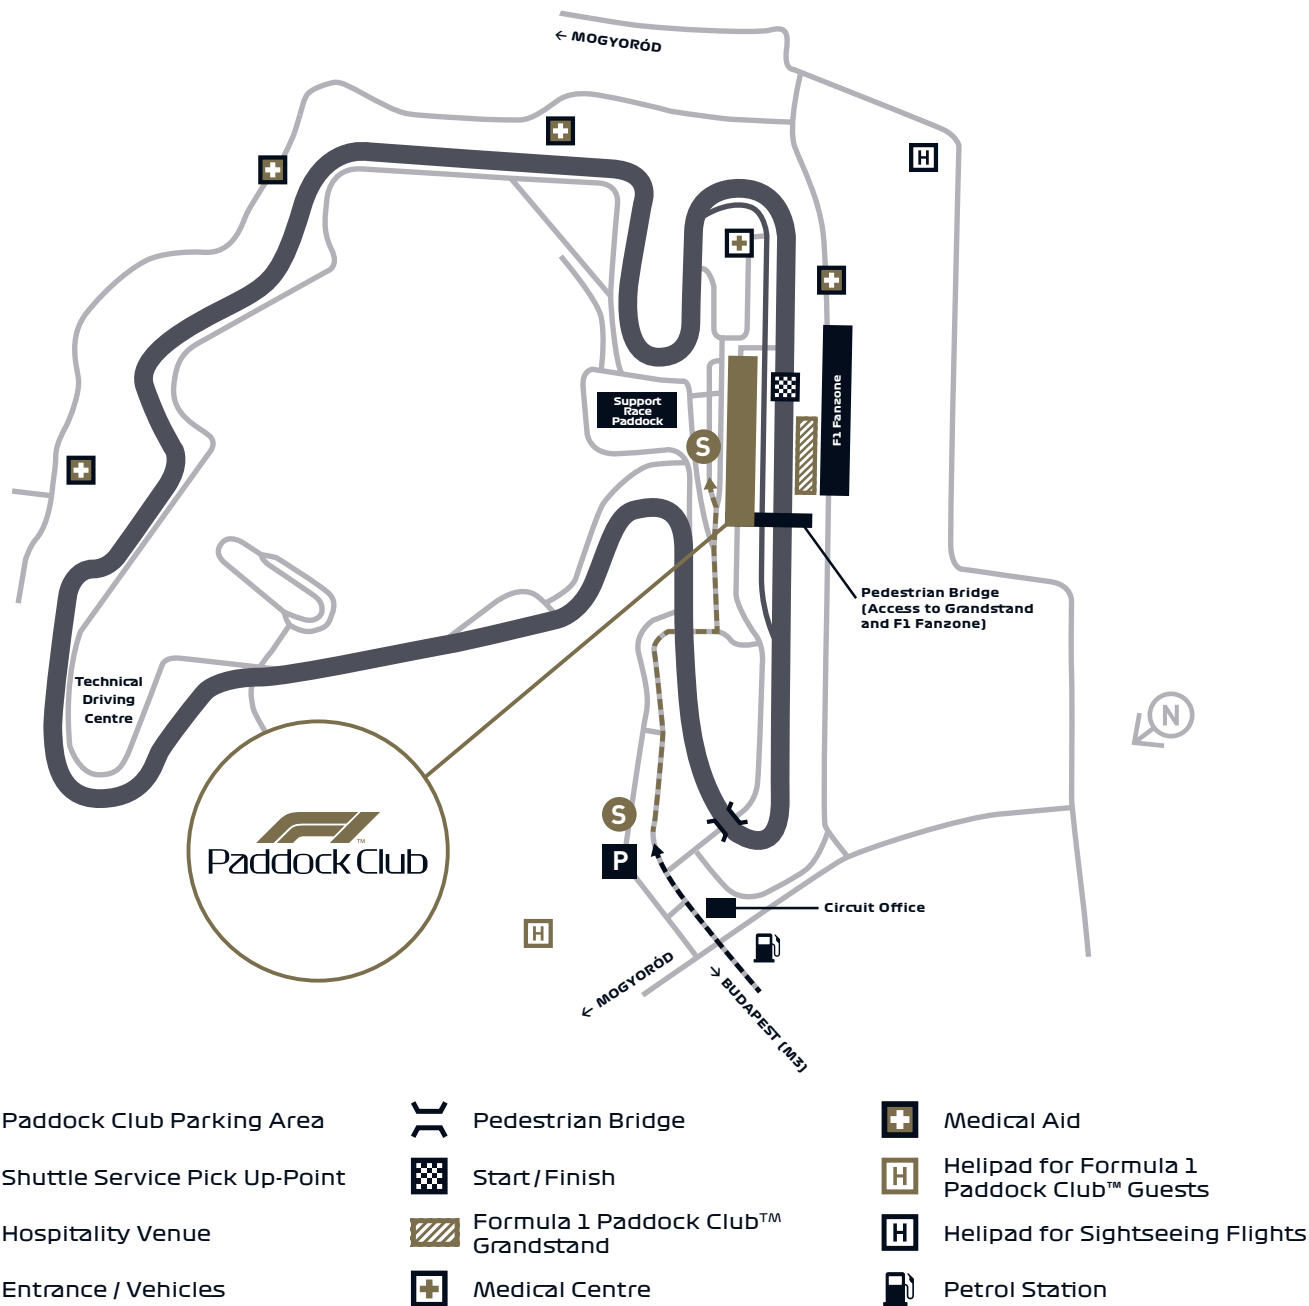 ← MOGYORÓD
H
F1 Fanzone
Support
Race
Paddock
S
Pedestrian Bridge
(Access to Grandstand
and F1 Fanzone)
Technical
Driving
Centre
N
F1™
Paddock Club
S
P
Circuit Office
H
← MOGYORÓD
→ BUDAPEST (M3)
Paddock Club Parking Area
Pedestrian Bridge
Medical Aid
Shuttle Service Pick Up-Point
Start/Finish
H
Helipad for Formula 1
Paddock Club™ Guests
Hospitality Venue
Formula 1 Paddock Club™
Grandstand
H
Helipad for Sightseeing Flights
Entrance / Vehicles
Medical Centre
Petrol Station